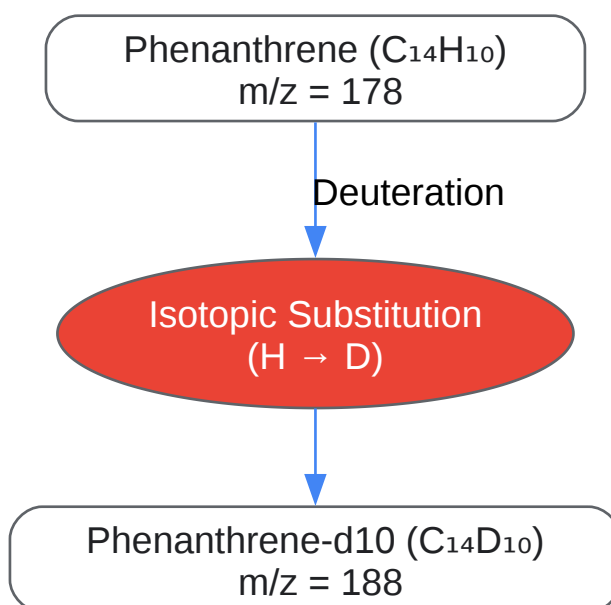 Phenanthrene (C₁₄H₁₀)
m/z = 178
Deuteration
Isotopic Substitution
(H → D)
Phenanthrene-d10 (C₁₄D₁₀)
m/z = 188